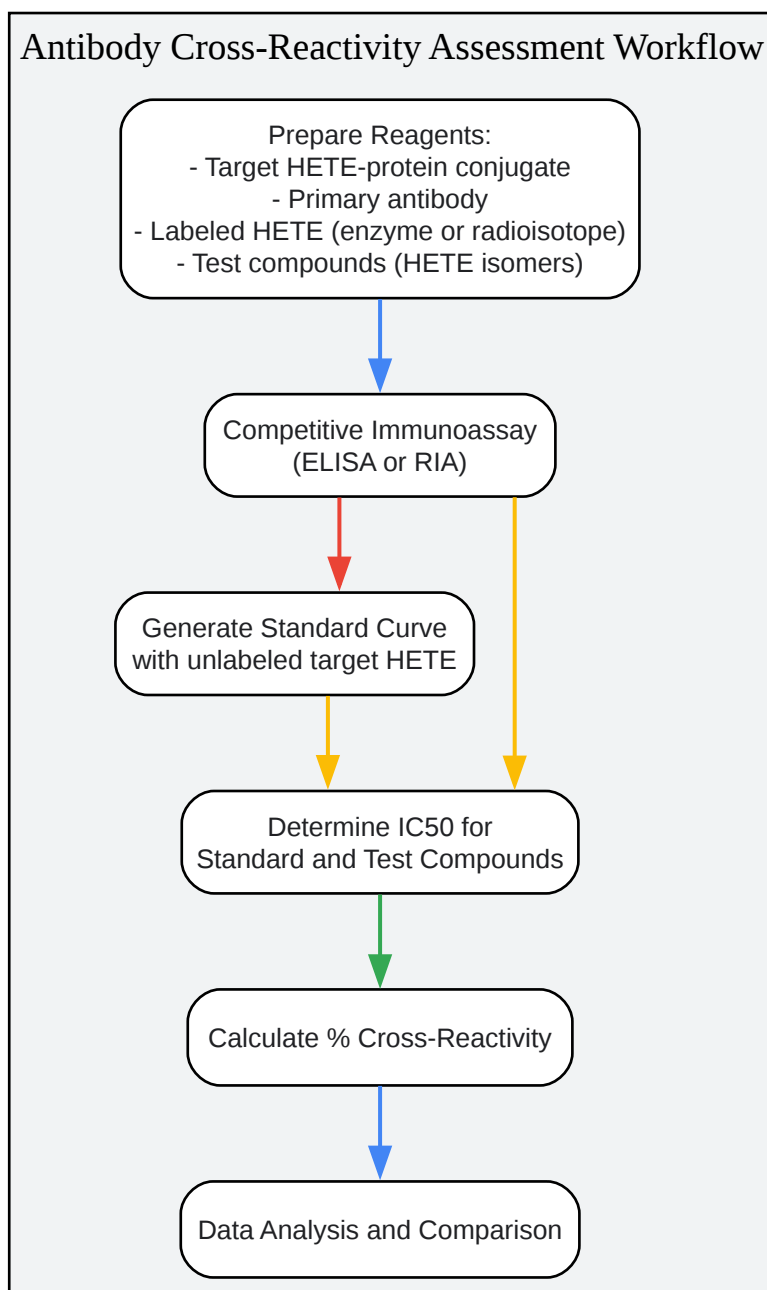 Antibody Cross-Reactivity Assessment Workflow
Prepare Reagents:
- Target HETE-protein conjugate
- Primary antibody
- Labeled HETE (enzyme or radioisotope)
- Test compounds (HETE isomers)
Competitive Immunoassay
(ELISA or RIA)
Generate Standard Curve
with unlabeled target HETE
Determine IC50 for
Standard and Test Compounds
Calculate % Cross-Reactivity
Data Analysis and Comparison